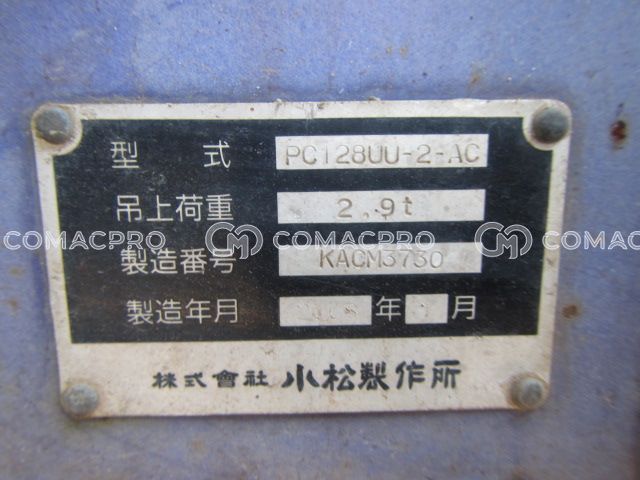 型式 PC128UU-2-AC
吊上荷重 2.9t
COMACPRO COMACPRO COMACPRO
製造番号 KACM3730
製造年月 年 月
株式會社 小松製作所